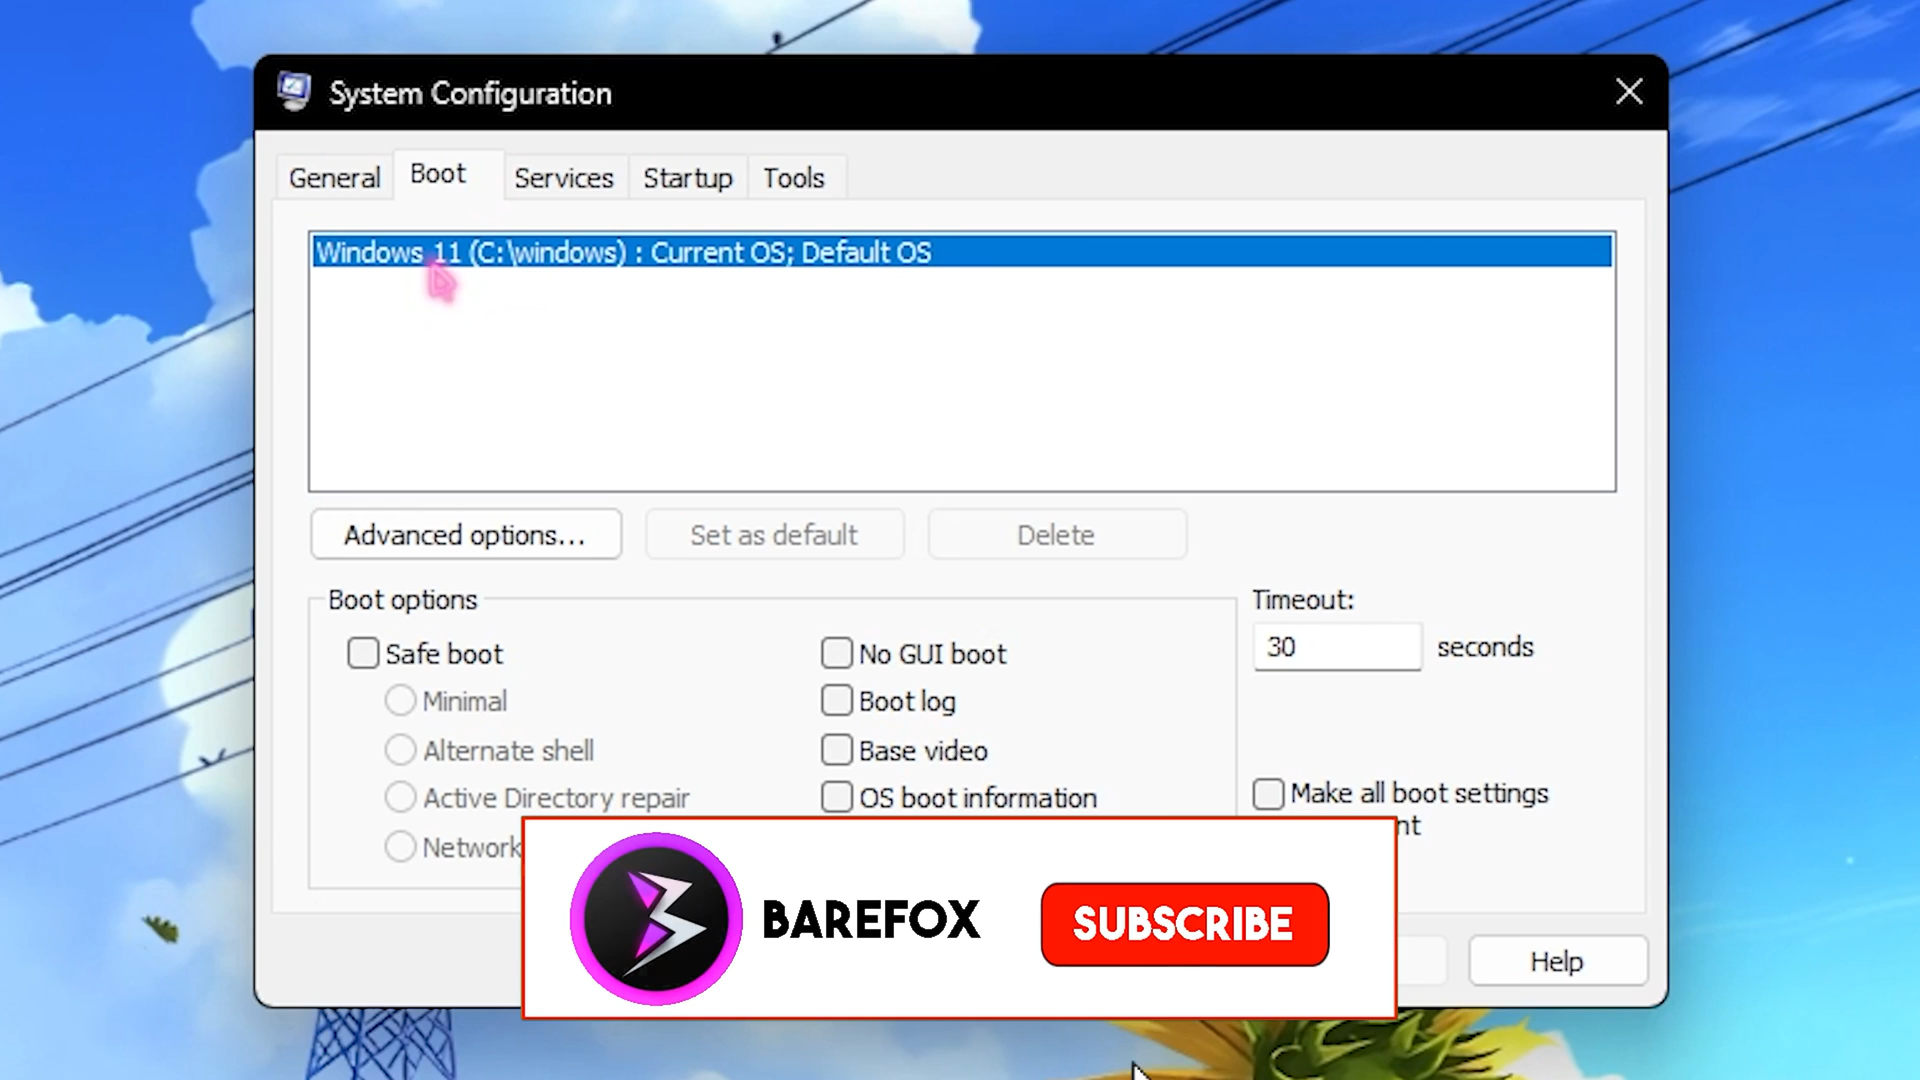 System Configuration
General
Boot
Services
Startup
Tools
Windows 11 (C:\windows) : Current OS; Default OS
Advanced options...
Set as default
Delete
Boot options
Timeout:
Safe boot
No GUI boot
30
seconds
Minimal
Boot log
Alternate shell
Base video
Active Directory repair
OS boot information
Make all boot settings
Network
BAREFOX
SUBSCRIBE
Help